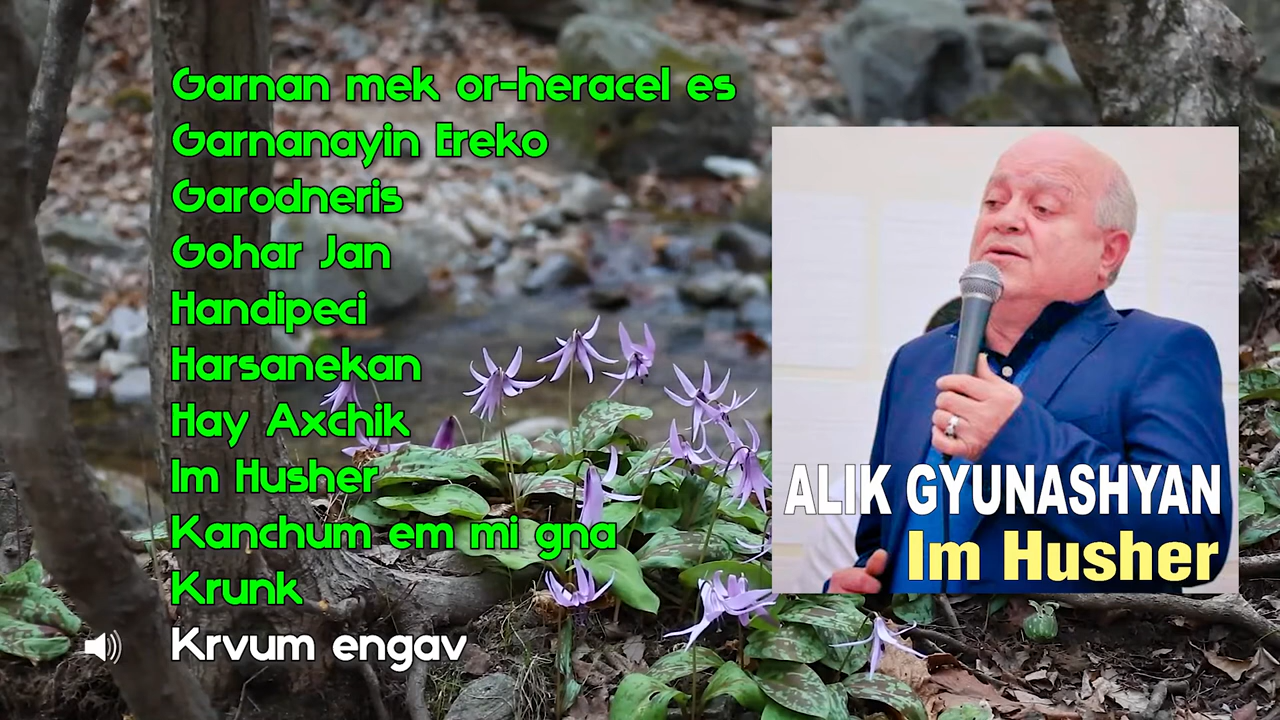 Garnan mek or-heracel es
Garnanayin Ereko
Garodneris
Gohar Jan
Handipeci
Harsanekan
Hay Axchik
Im Husher
Kanchum em mi gna
Krunk
Krvum engav
ALIK GYUNASHYAN
Im Husher